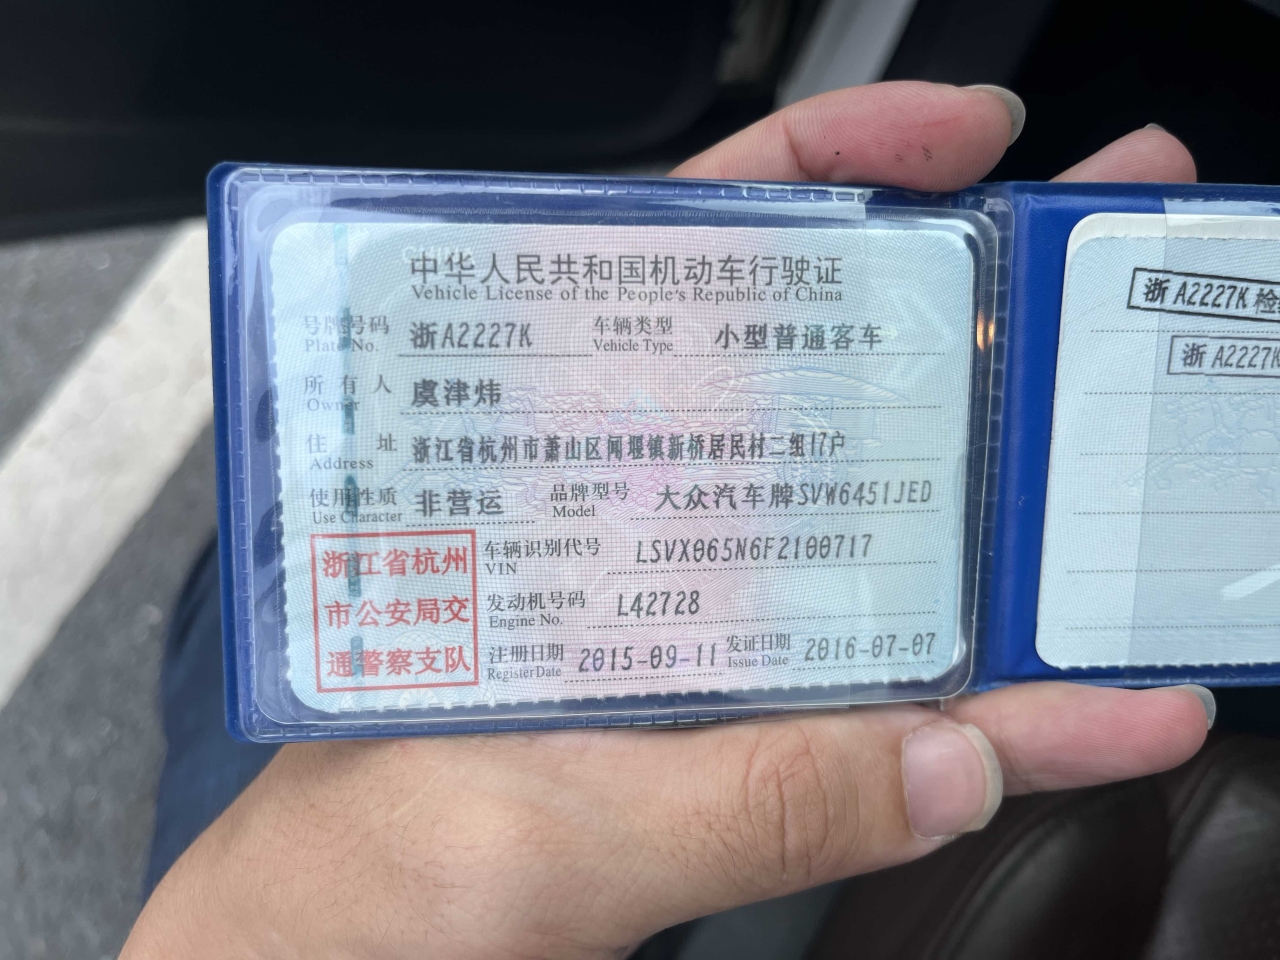 中华人民共和国机动车行驶证
Vehicle License of the People's Republic of China
号牌号码 浙A2227K 车辆类型 小型普通客车
Plate No. Vehicle Type
所有人 虞津炜
Owner
住址 浙江省杭州市萧山区闻堰镇新桥居民村二组17户
Address
使用性质 非营运 品牌型号 大众汽车牌SVW6451JED
Use Character Model
浙江省杭州
市公安局交
通警察支队
车辆识别代号 LSVX065N6F2100717
VIN
发动机号码 L42728
Engine No.
注册日期 2015-09-11 发证日期 2016-07-07
Register Date Issue Date
浙A2227K 检
浙A2227K